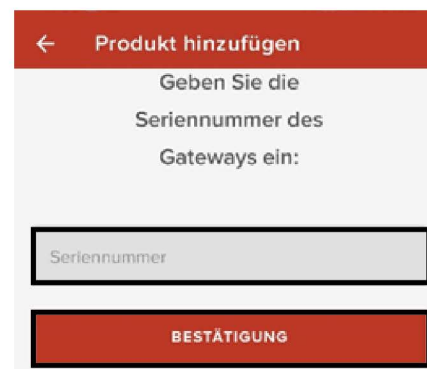 Produkt hinzufügen
Geben Sie die
Seriennummer des
Gateways ein:
Seriennummer
BESTÄTIGUNG